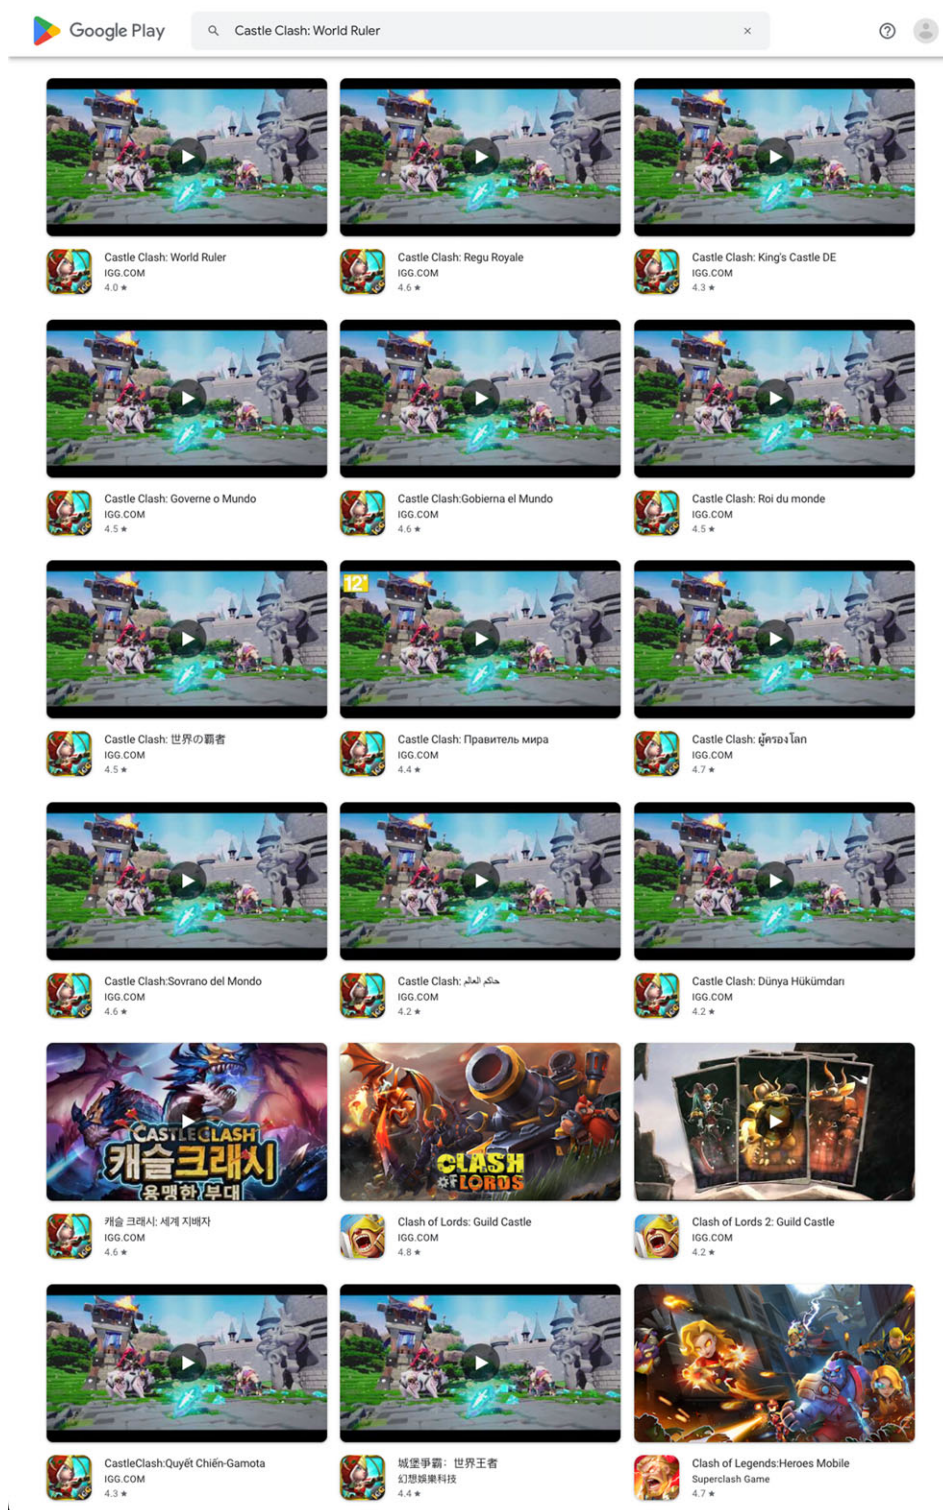 Google Play
Castle Clash: World Ruler
Castle Clash: World Ruler
IGG.COM
4.0 ★
Castle Clash: Regu Royale
IGG.COM
4.6 ★
Castle Clash: King's Castle DE
IGG.COM
4.3 ★
Castle Clash: Governe o Mundo
IGG.COM
4.5 ★
Castle Clash:Gobierna el Mundo
IGG.COM
4.6 ★
Castle Clash: Roi du monde
IGG.COM
4.5 ★
12+
Castle Clash: 世界の覇者
IGG.COM
4.5 ★
Castle Clash: Правитель мира
IGG.COM
4.4 ★
Castle Clash: ผู้ครองโลก
IGG.COM
4.7 ★
Castle Clash:Sovrano del Mondo
IGG.COM
4.6 ★
Castle Clash: حاكم العالم
IGG.COM
4.2 ★
Castle Clash: Dünya Hükümdarı
IGG.COM
4.2 ★
CASTLE CLASH
캐슬크래시
용맹한 부대
CLASH
OF LORDS
캐슬 크래시: 세계 지배자
IGG.COM
4.6 ★
Clash of Lords: Guild Castle
IGG.COM
4.8 ★
Clash of Lords 2: Guild Castle
IGG.COM
4.2 ★
CastleClash:Quyết Chiến-Gamota
IGG.COM
4.3 ★
城堡爭霸：世界王者
幻想娛樂科技
4.4 ★
Clash of Legends:Heroes Mobile
Superclash Game
4.7 ★